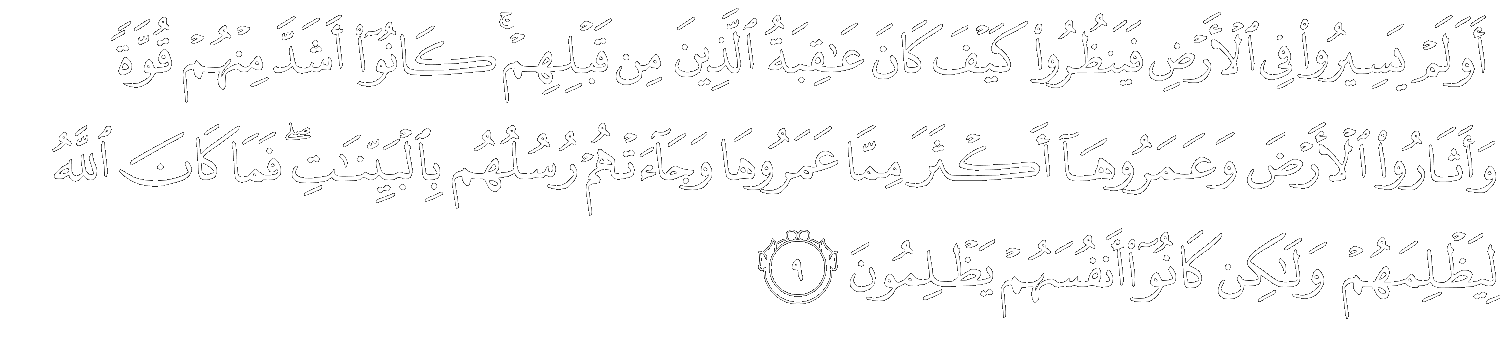 أَوَلَمْ يَسِيرُوا۟ فِى ٱلْأَرْضِ فَيَنظُرُوا۟ كَيْفَ كَانَ عَـٰقِبَةُ ٱلَّذِينَ مِن قَبْلِهِمْ ۚ كَانُوٓا۟ أَشَدَّ مِنْهُمْ قُوَّةً
وَأَثَارُوا۟ ٱلْأَرْضَ وَعَمَرُوهَآ أَكْثَرَ مِمَّا عَمَرُوهَا وَجَآءَتْهُمْ رُسُلُهُم بِٱلْبَيِّنَـٰتِ ۖ فَمَا كَانَ ٱللَّهُ
لِيَظْلِمَهُمْ وَلَـٰكِن كَانُوٓا۟ أَنفُسَهُمْ يَظْلِمُونَ ٩